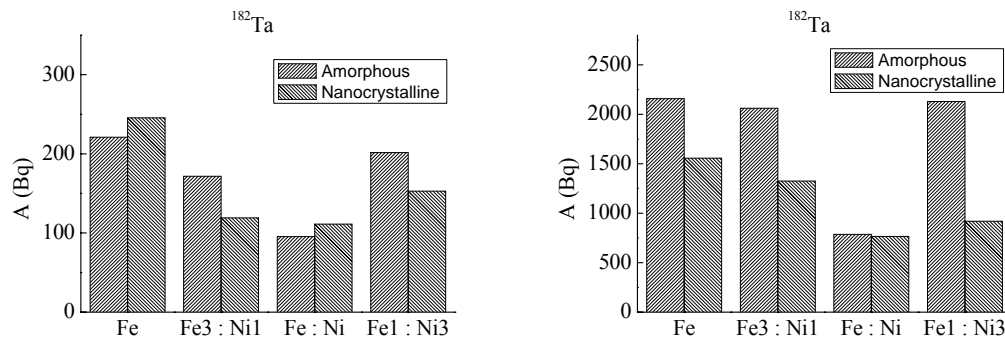 ¹⁸²Ta
A (Bq)
300
200
100
0
Amorphous
Nanocrystalline
Fe
Fe3 : Ni1
Fe : Ni
Fe1 : Ni3
¹⁸²Ta
A (Bq)
2500
2000
1500
1000
500
0
Amorphous
Nanocrystalline
Fe
Fe3 : Ni1
Fe : Ni
Fe1 : Ni3